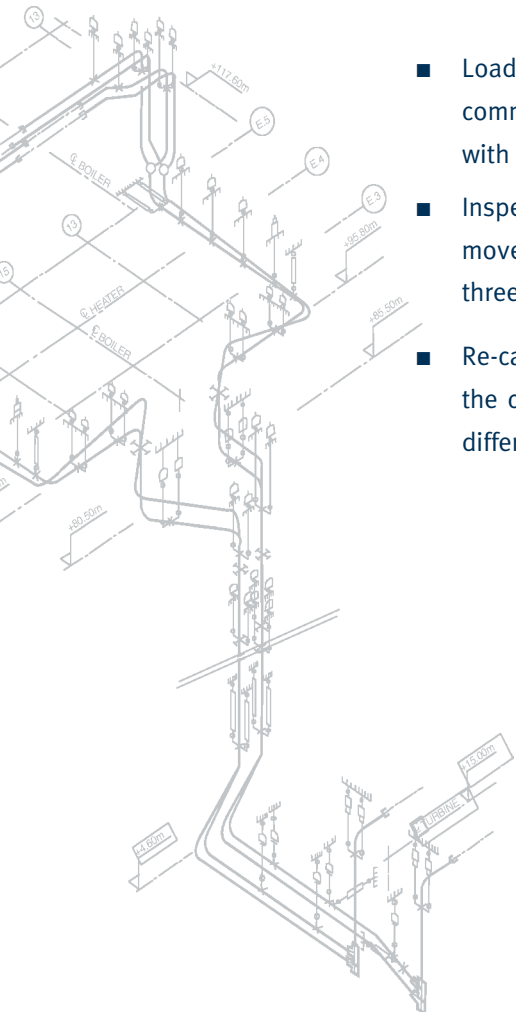 13
+117.60m
E.5
E.4
E.3
+95.80m
+85.50m
℄ BOILER
13
15
℄ HEATER
℄ BOILER
+80.50m
+15.00m
TURBINE
+4.60m
■ Load
comm
with
■ Inspe
move
three
■ Re-ca
the
differ